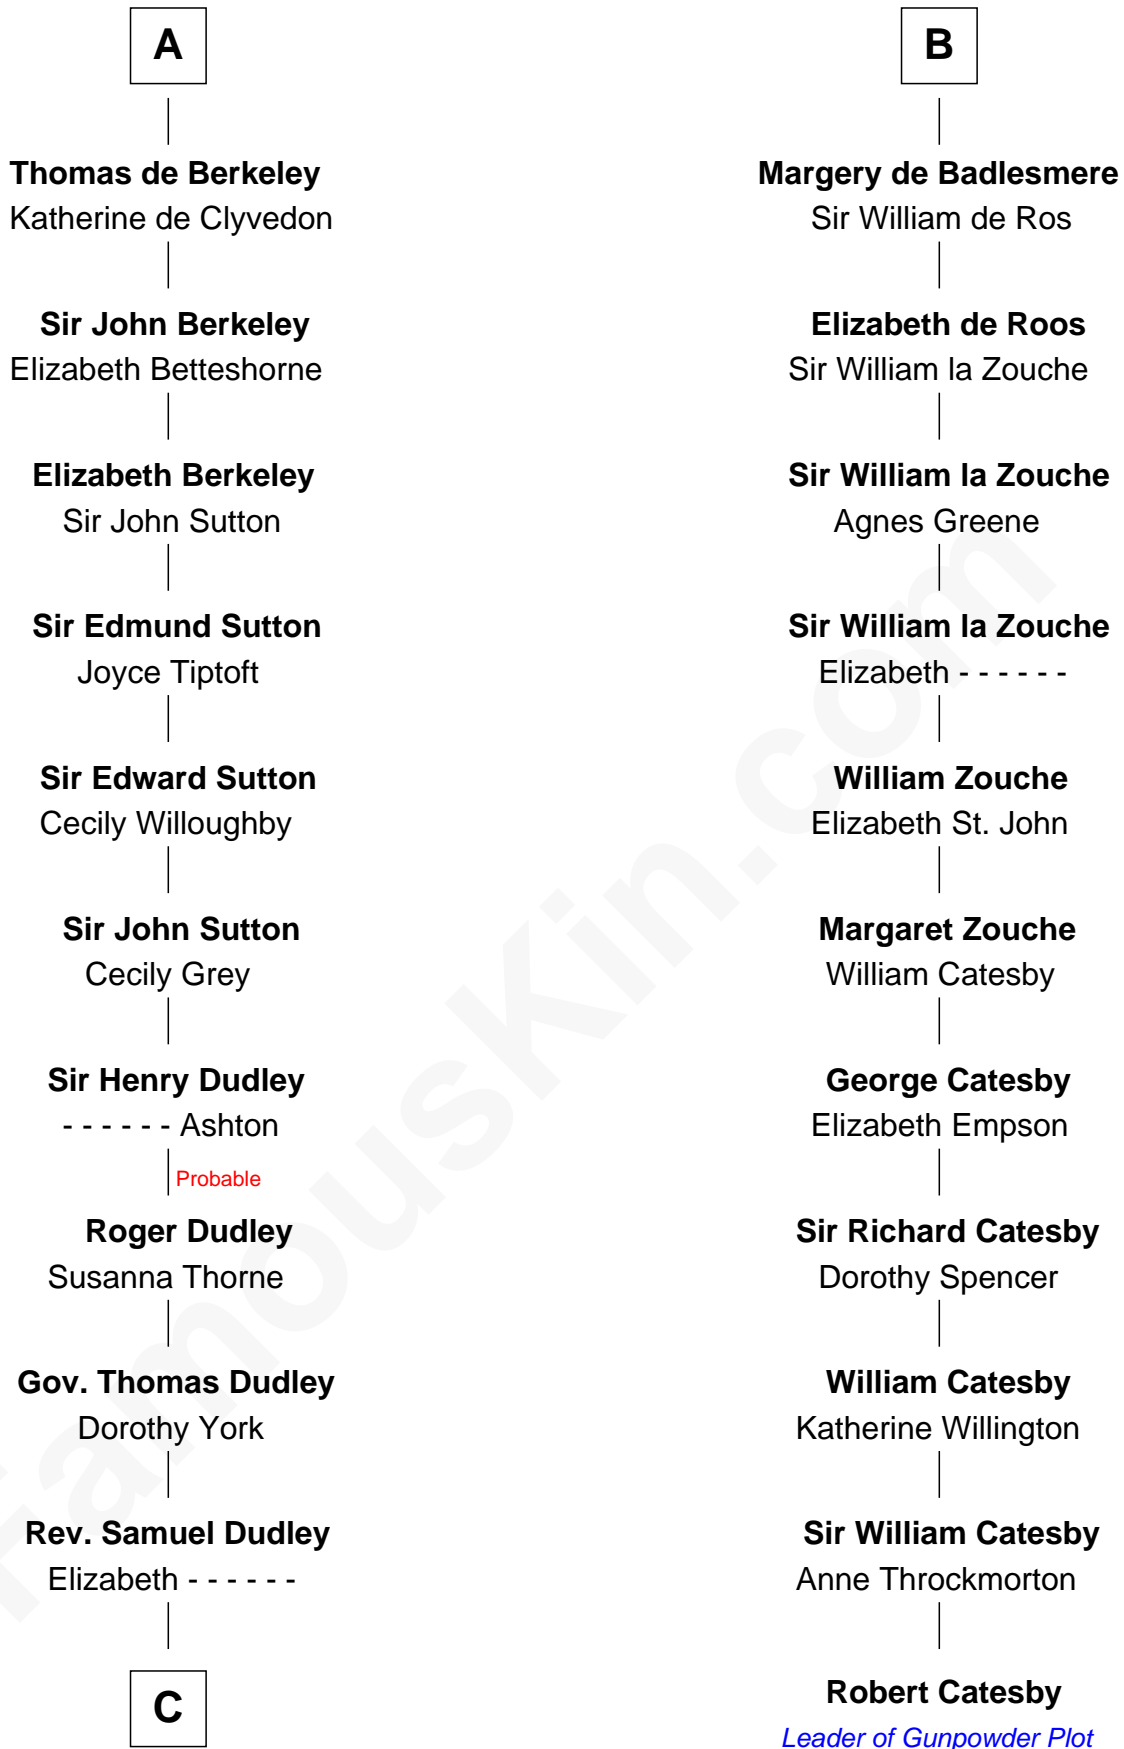 A
Thomas de Berkeley
Katherine de Clyvedon
Sir John Berkeley
Elizabeth Betteshorne
Elizabeth Berkeley
Sir John Sutton
Sir Edmund Sutton
Joyce Tiptoft
Sir Edward Sutton
Cecily Willoughby
Sir John Sutton
Cecily Grey
Sir Henry Dudley
- - - - - - Ashton
Probable
Roger Dudley
Susanna Thorne
Gov. Thomas Dudley
Dorothy York
Rev. Samuel Dudley
Elizabeth - - - - - -
C
B
Margery de Badlesmere
Sir William de Ros
Elizabeth de Roos
Sir William la Zouche
Sir William la Zouche
Agnes Greene
Sir William la Zouche
Elizabeth - - - - - -
William Zouche
Elizabeth St. John
Margaret Zouche
William Catesby
George Catesby
Elizabeth Empson
Sir Richard Catesby
Dorothy Spencer
William Catesby
Katherine Willington
Sir William Catesby
Anne Throckmorton
Robert Catesby
Leader of Gunpowder Plot
FamousKin.com